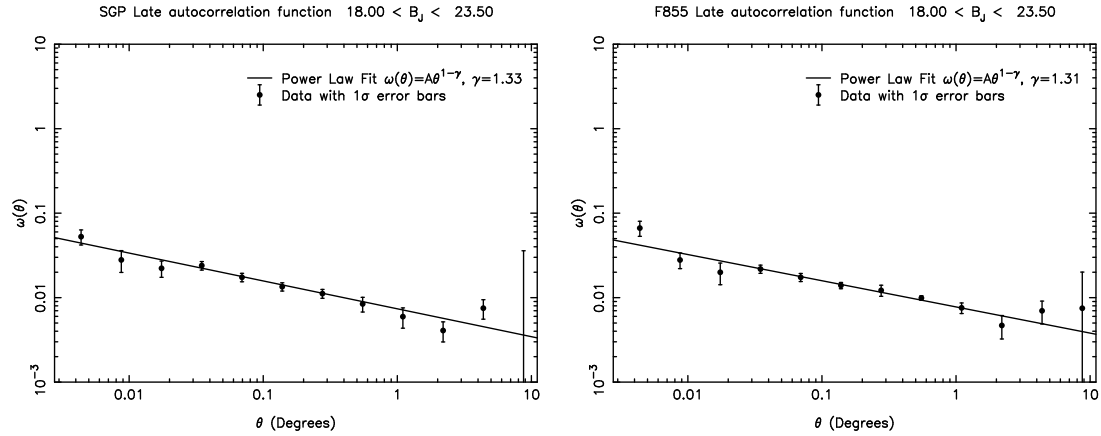 SGP Late autocorrelation function 18.00 < B_J < 23.50
Power Law Fit ω(θ)=Aθ^{1−γ}, γ=1.33
Data with 1σ error bars
ω(θ)
10
1
0.1
0.01
10^{−3}
0.01 0.1 1 10
θ (Degrees)
F855 Late autocorrelation function 18.00 < B_J < 23.50
Power Law Fit ω(θ)=Aθ^{1−γ}, γ=1.31
Data with 1σ error bars
ω(θ)
10
1
0.1
0.01
10^{−3}
0.01 0.1 1 10
θ (Degrees)